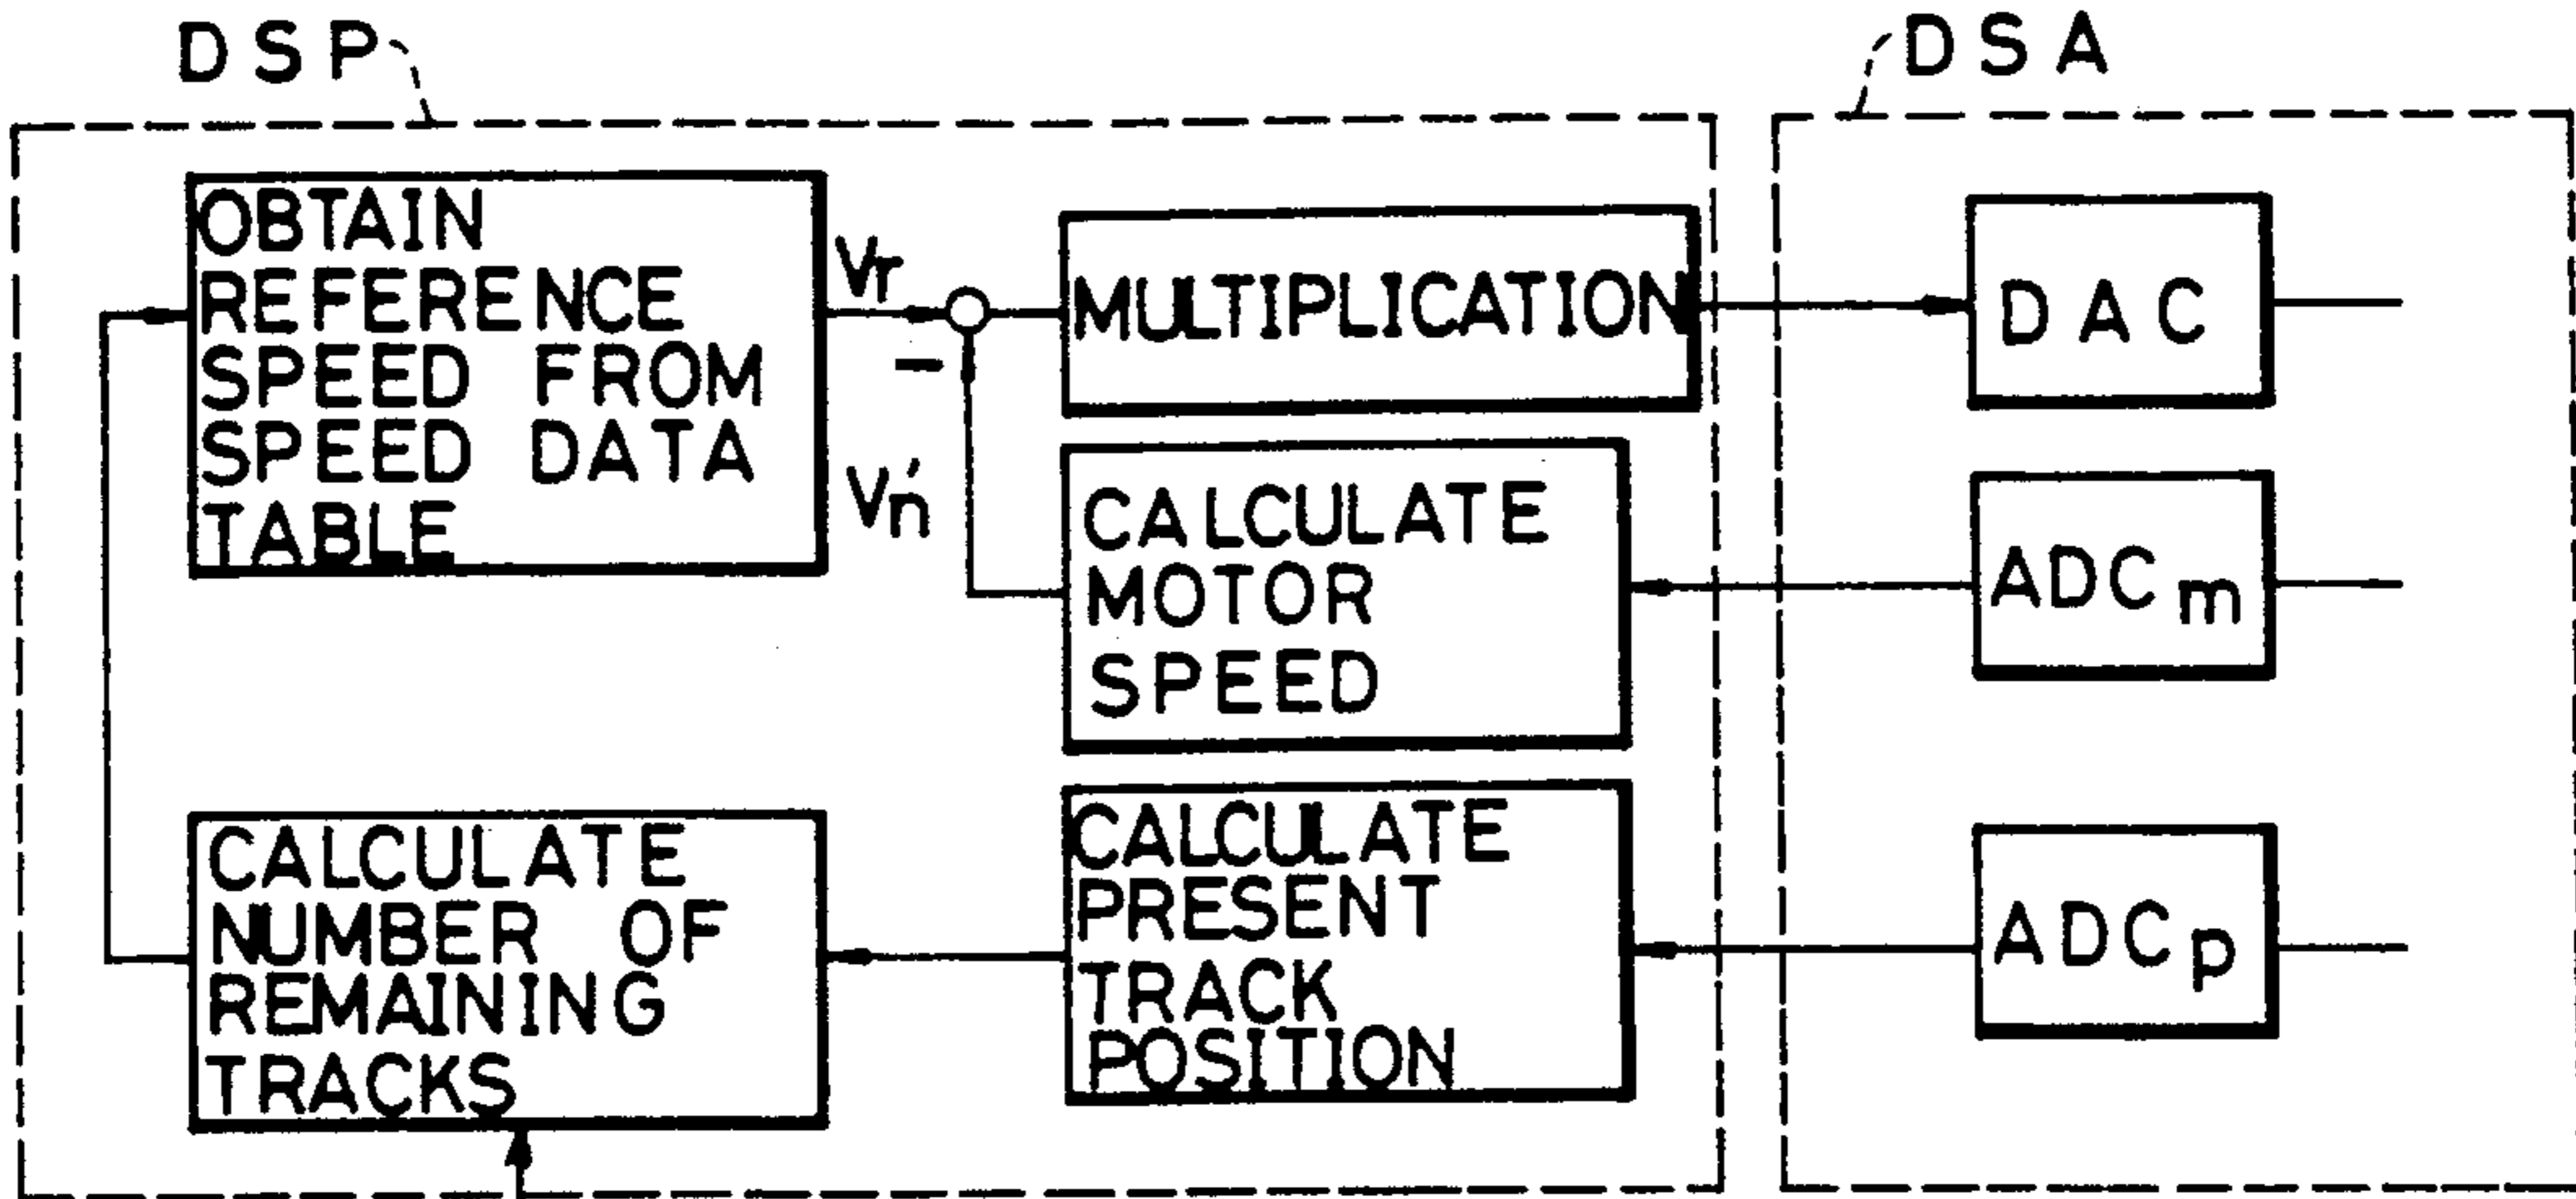 DSP
DSA
OBTAIN
REFERENCE
SPEED FROM
SPEED DATA
TABLE
Vr
−
Vn′
MULTIPLICATION
DAC
CALCULATE
MOTOR
SPEED
ADCm
CALCULATE
NUMBER OF
REMAINING
TRACKS
CALCULATE
PRESENT
TRACK
POSITION
ADCp